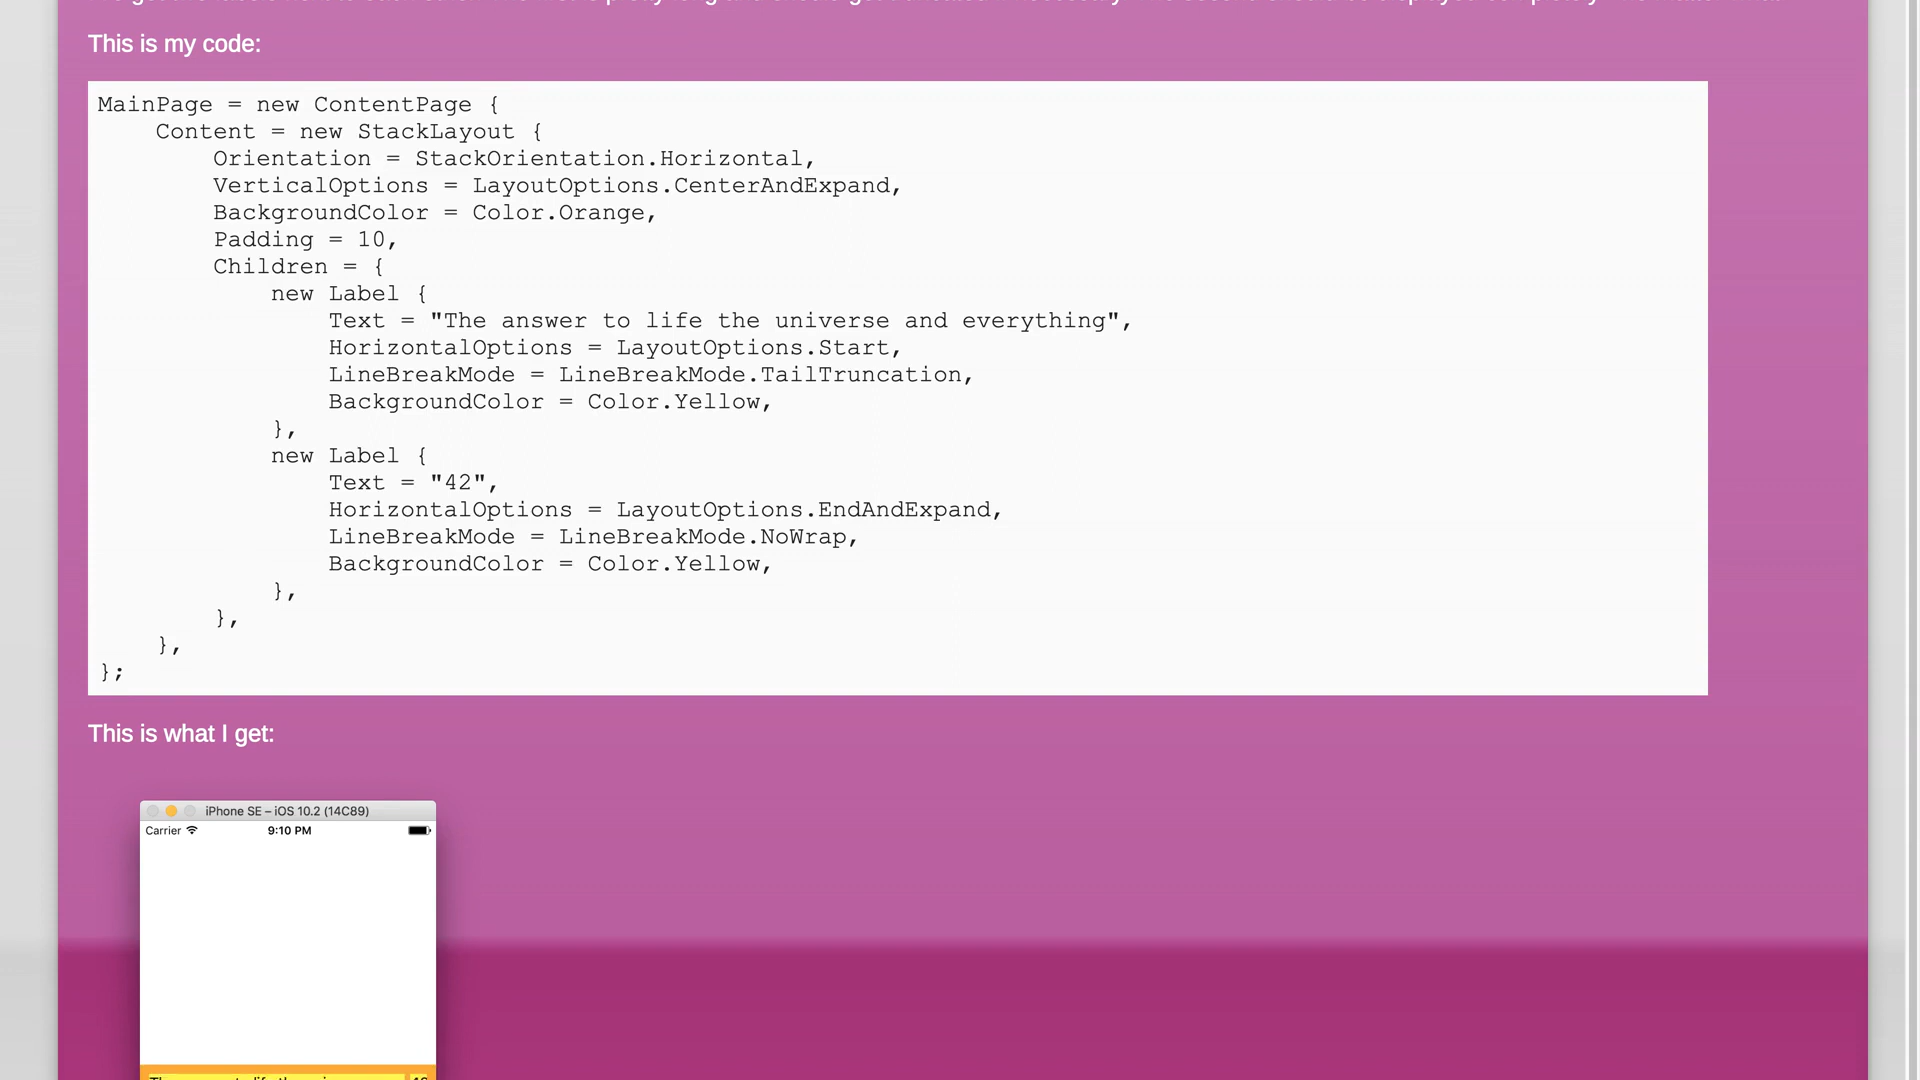 This is my code:
MainPage = new ContentPage {
Content = new StackLayout {
Orientation = StackOrientation.Horizontal,
VerticalOptions = LayoutOptions.CenterAndExpand,
BackgroundColor = Color.Orange,
Padding = 10,
Children = {
new Label {
Text = "The answer to life the universe and everything",
HorizontalOptions = LayoutOptions.Start,
LineBreakMode = LineBreakMode.TailTruncation,
BackgroundColor = Color.Yellow,
},
new Label {
Text = "42",
HorizontalOptions = LayoutOptions.EndAndExpand,
LineBreakMode = LineBreakMode.NoWrap,
BackgroundColor = Color.Yellow,
},
},
},
};
This is what I get:
iPhone SE – iOS 10.2 (14C89)
Carrier 9:10 PM